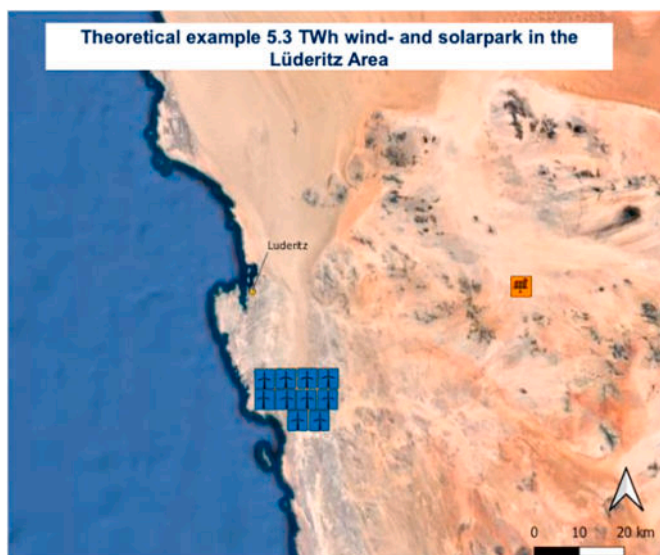 Theoretical example 5.3 TWh wind- and solarpark in the
Lüderitz Area
Luderitz
0 10 20 km